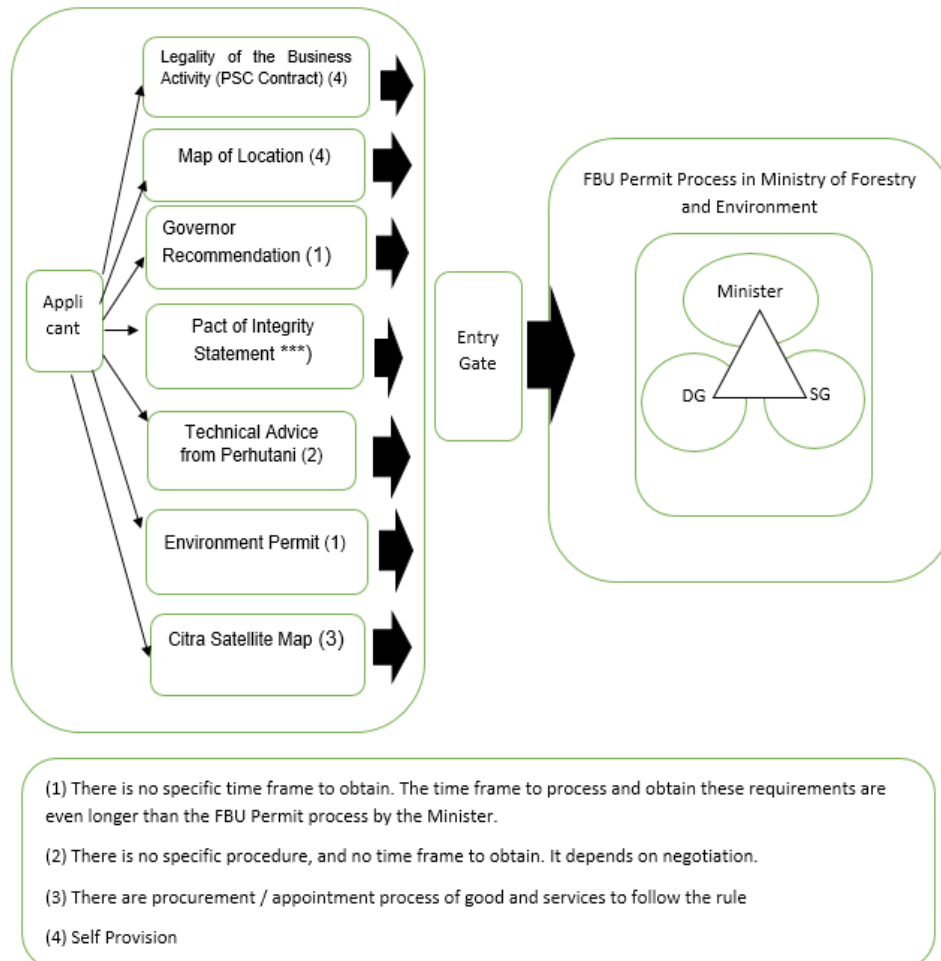 Legality of the Business
Activity (PSC Contract) (4)
Map of Location (4)
Governor
Recommendation (1)
Appli
cant
Pact of Integrity
Statement ***)
Technical Advice
from Perhutani (2)
Environment Permit (1)
Citra Satellite Map (3)
Entry
Gate
FBU Permit Process in Ministry of Forestry
and Environment
Minister
DG
SG
(1) There is no specific time frame to obtain. The time frame to process and obtain these requirements are
even longer than the FBU Permit process by the Minister.
(2) There is no specific procedure, and no time frame to obtain. It depends on negotiation.
(3) There are procurement / appointment process of good and services to follow the rule
(4) Self Provision